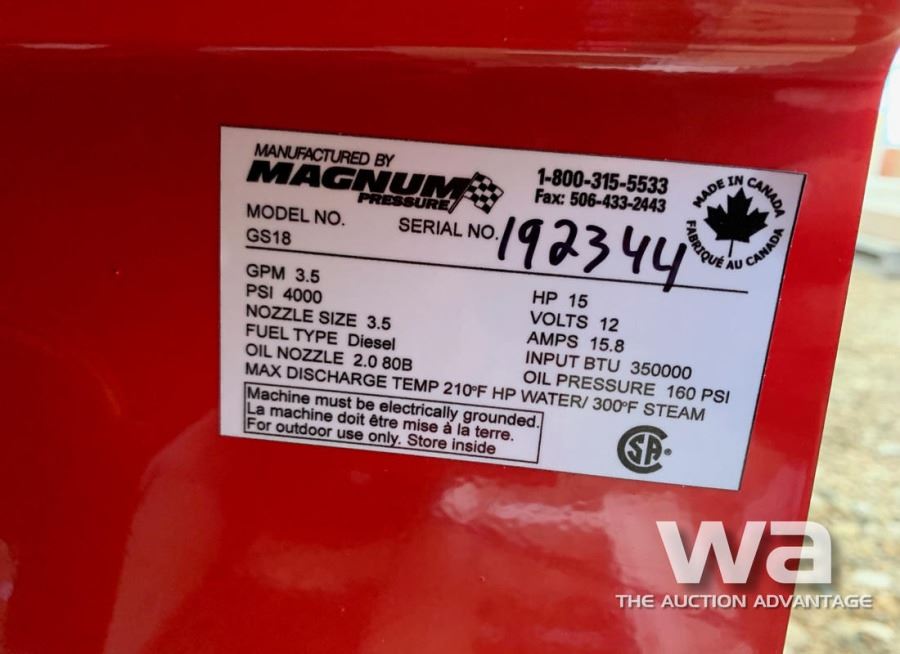 MANUFACTURED BY
MAGNUM
PRESSURE
1-800-315-5533
Fax: 506-433-2443
MADE IN CANADA
FABRIQUÉ AU CANADA
MODEL NO.
GS18
SERIAL NO. 192344
GPM 3.5
PSI 4000
NOZZLE SIZE 3.5
FUEL TYPE Diesel
OIL NOZZLE 2.0 80B
HP 15
VOLTS 12
AMPS 15.8
INPUT BTU 350000
OIL PRESSURE 160 PSI
MAX DISCHARGE TEMP 210°F HP WATER/ 300°F STEAM
Machine must be electrically grounded.
La machine doit être mise à la terre.
For outdoor use only. Store inside
CSA®
wa
THE AUCTION ADVANTAGE